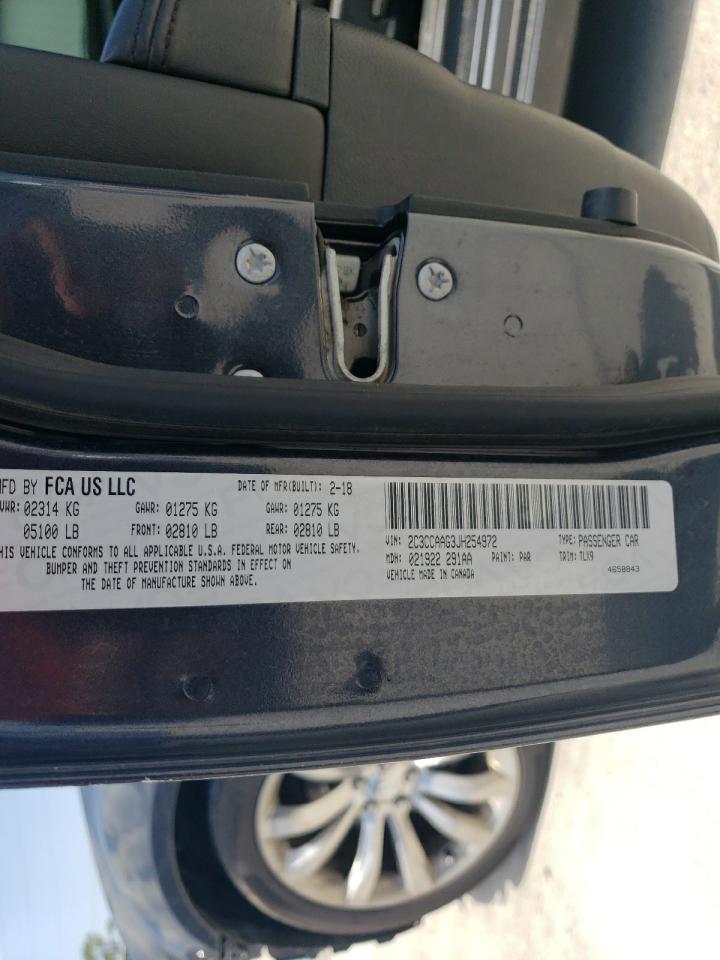 MFD BY FCA US LLC DATE OF MFR(BUILT): 2-18
VWR: 02314 KG GAWR: 01275 KG GAWR: 01275 KG
05100 LB FRONT: 02810 LB REAR: 02810 LB
THIS VEHICLE CONFORMS TO ALL APPLICABLE U.S.A. FEDERAL MOTOR VEHICLE SAFETY,
BUMPER AND THEFT PREVENTION STANDARDS IN EFFECT ON
THE DATE OF MANUFACTURE SHOWN ABOVE.
VIN: 2C3CCAAG3JH254972 TYPE: PASSENGER CAR
MDH: 021922 291AA PAINT: PAR TRIM: TLX9
VEHICLE MADE IN CANADA 4658843